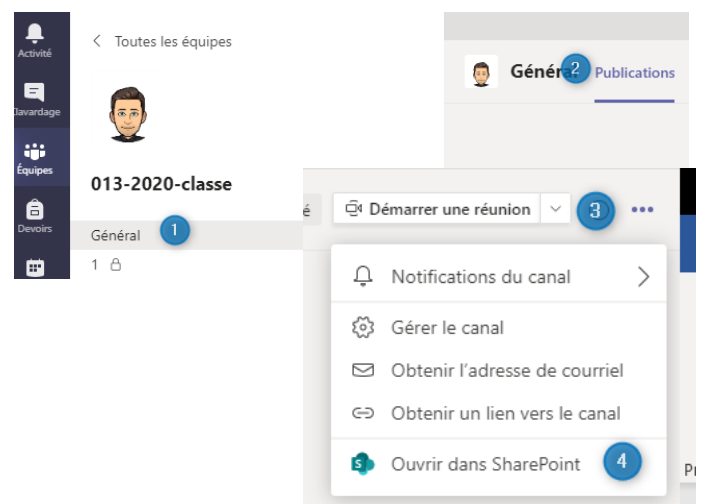 Activité
Toutes les équipes
Clavardage
Équipes
013-2020-classe
Devoirs
Général 1
1
2 Publications
Démarrer une réunion 3
Notifications du canal
Gérer le canal
Obtenir l'adresse de courriel
Obtenir un lien vers le canal
Ouvrir dans SharePoint 4